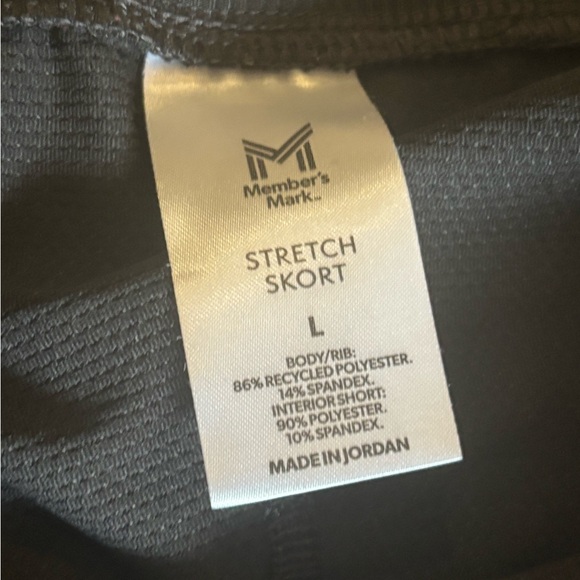 Member's
Mark™
STRETCH
SKORT
L
BODY/RIB:
86% RECYCLED POLYESTER.
14% SPANDEX.
INTERIOR SHORT:
90% POLYESTER.
10% SPANDEX.
MADE IN JORDAN